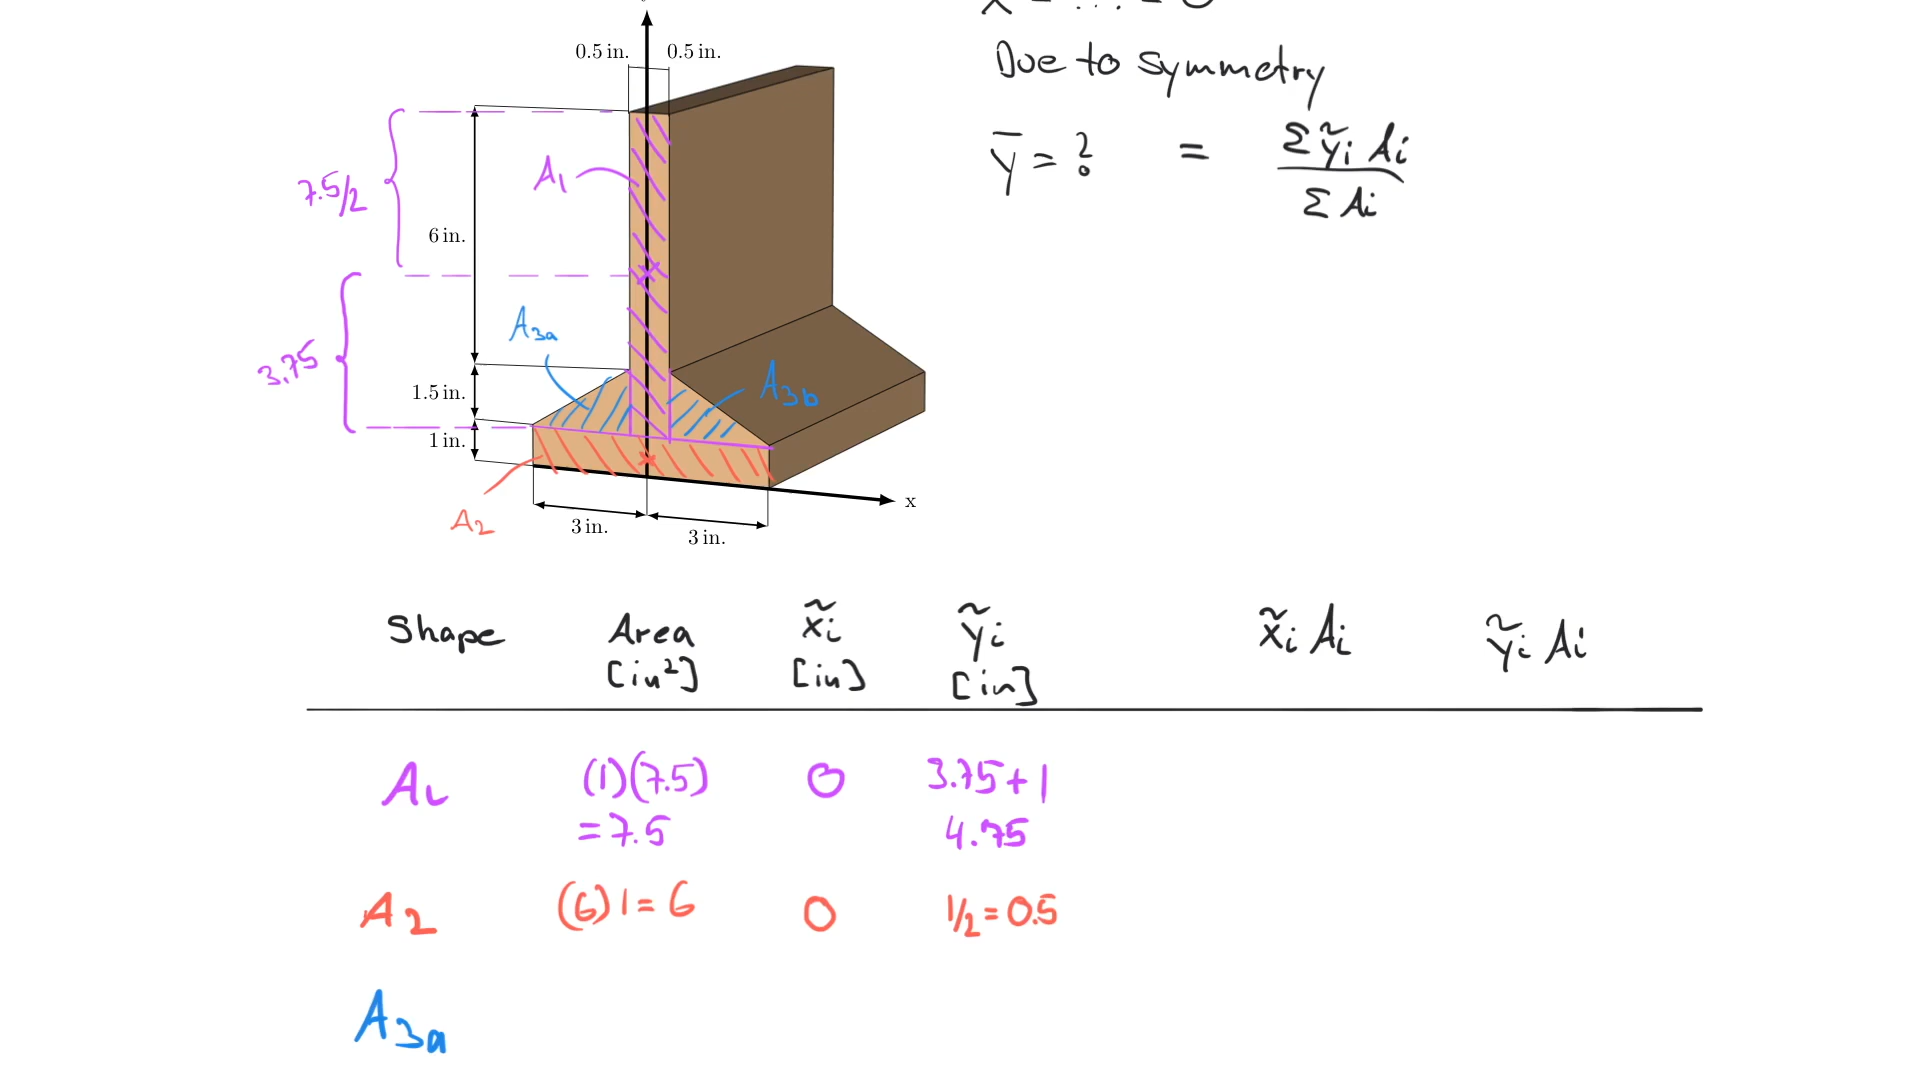 0.5 in. 0.5 in.
Due to symmetry
ȳ = ? = Σ ỹi Ai / Σ Ai
A1
7.5/2
6 in.
A3a
3.75
A3b
1.5 in.
1 in.
A2
x
3 in.
3 in.
Shape Area [in²] x̃i [in] ỹi [in] x̃i Ai ỹi Ai
A1 (1)(7.5) 0 3.75+1
=7.5 4.75
A2 (6)1=6 0 1/2=0.5
A3a